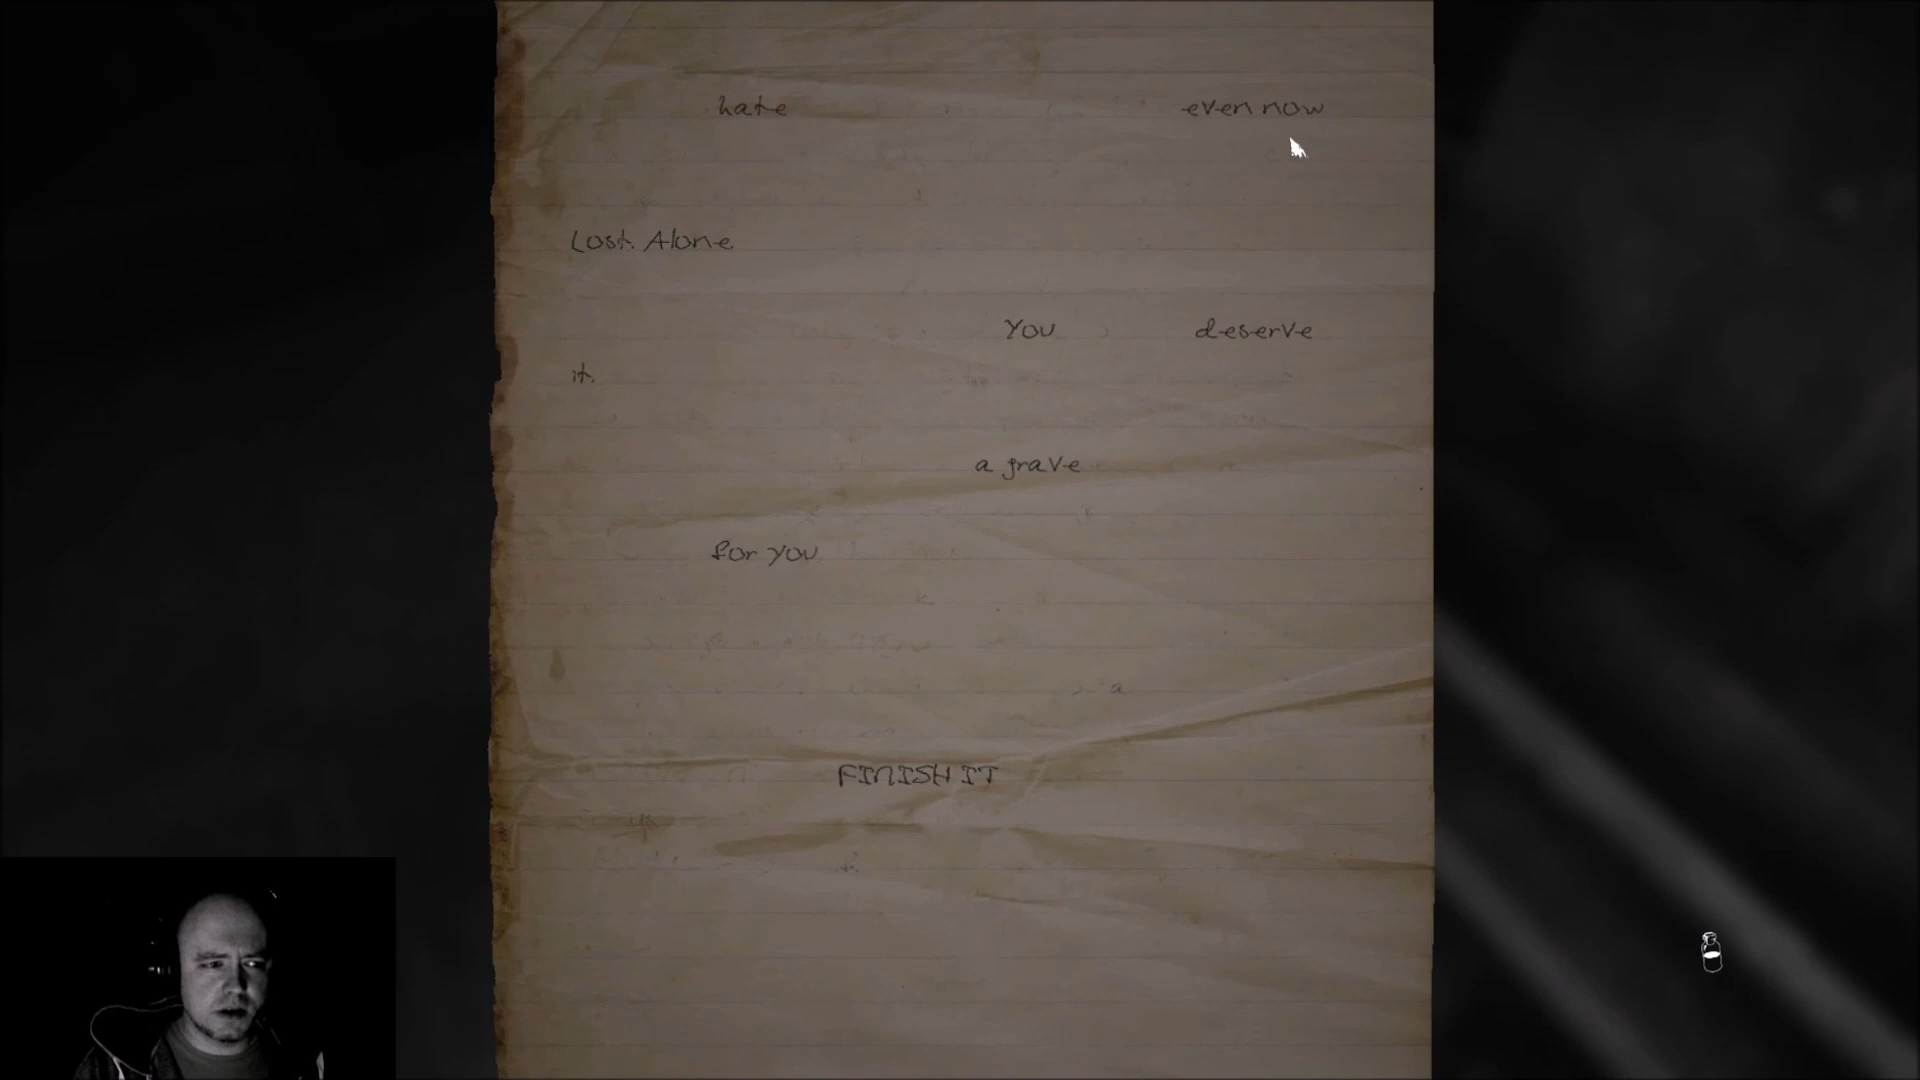 hate even now
Lost. Alone.
You deserve
it.
a grave
for you
FINISH IT